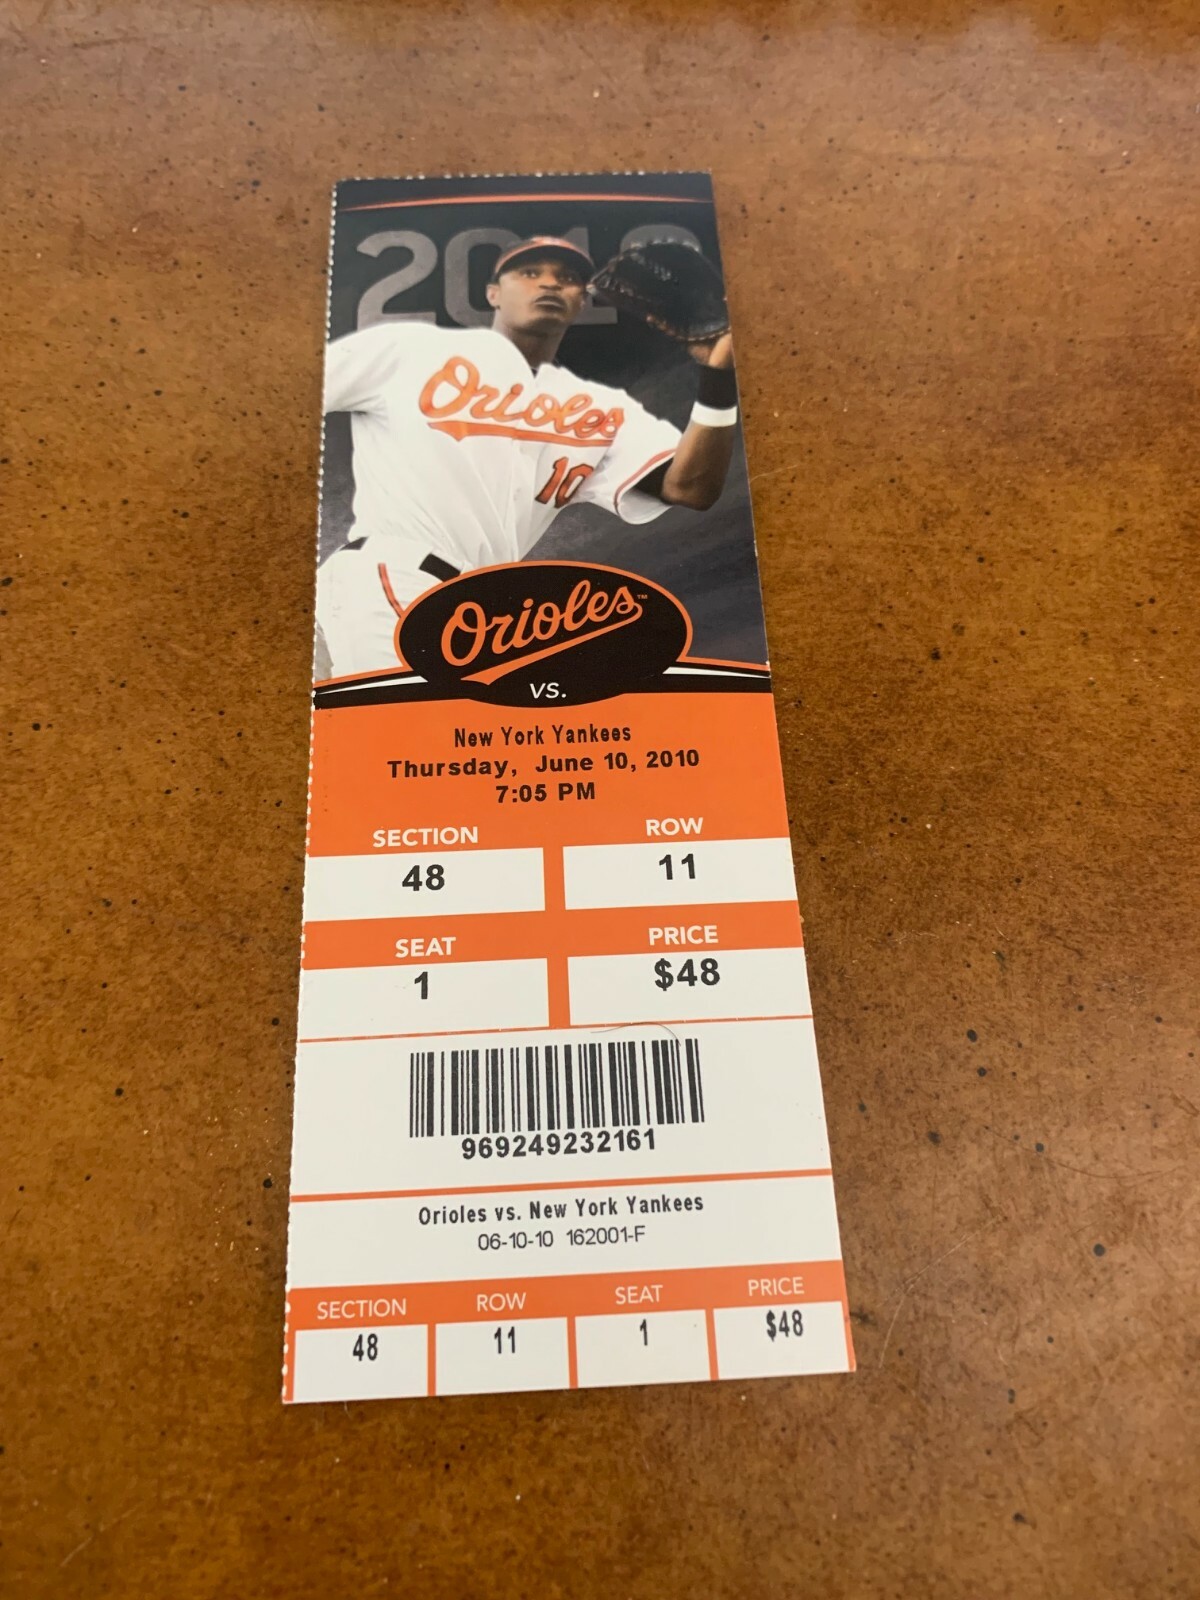 2010
Orioles
10
Orioles™
vs.
New York Yankees
Thursday, June 10, 2010
7:05 PM
SECTION ROW
48 11
SEAT PRICE
1 $48
969249232161
Orioles vs. New York Yankees
06-10-10 162001-F
SECTION ROW SEAT PRICE
48 11 1 $48